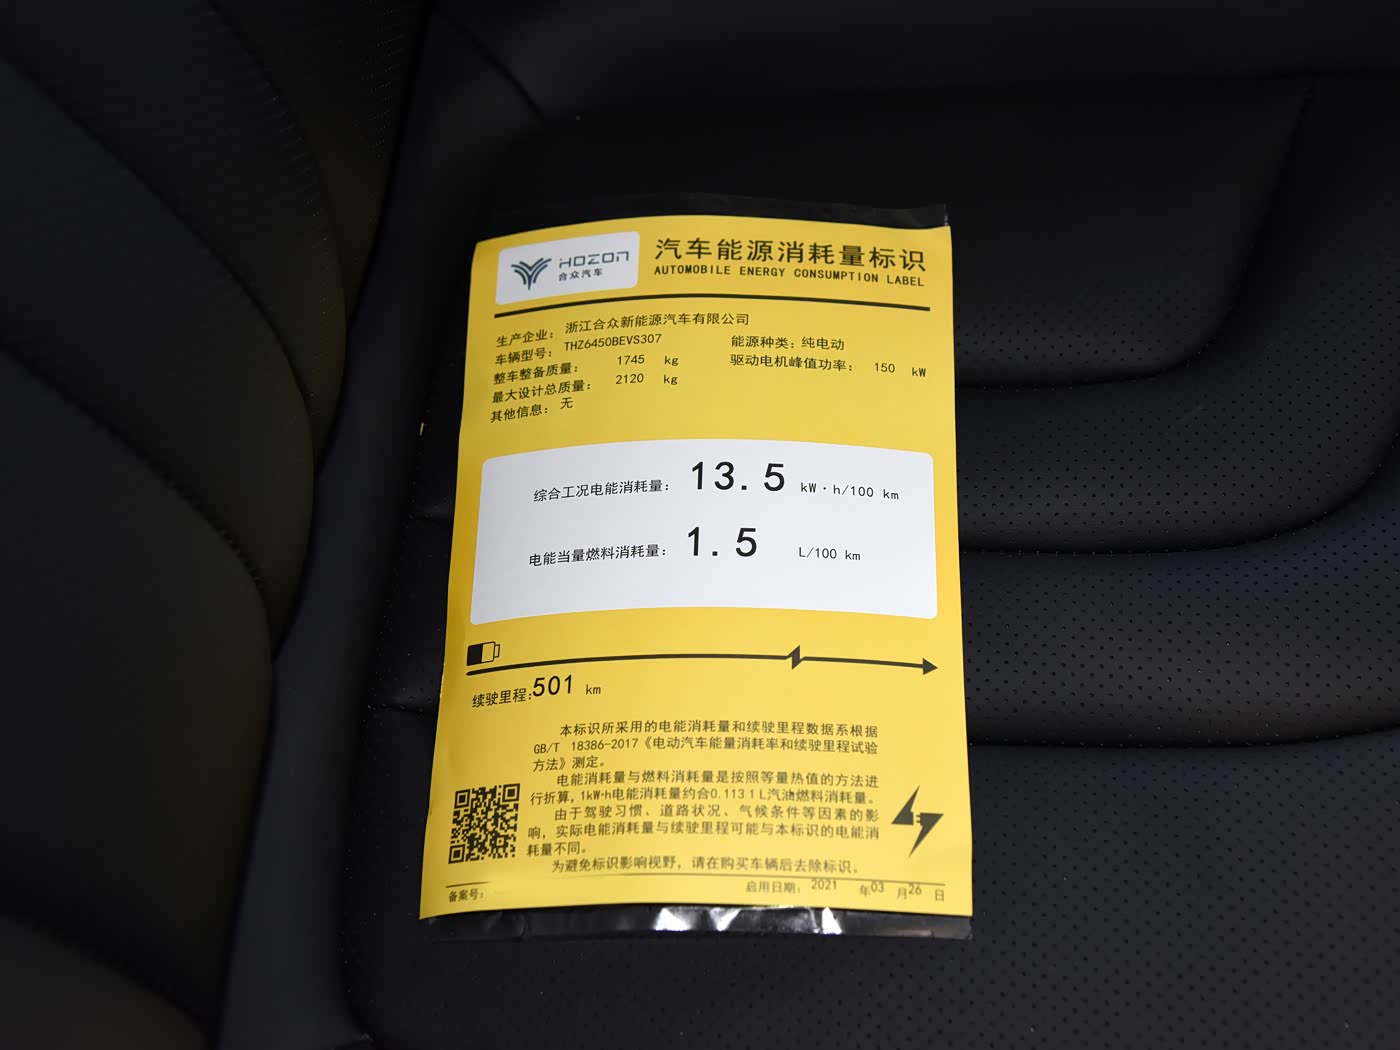 HOZON
合众汽车
汽车能源消耗量标识
AUTOMOBILE ENERGY CONSUMPTION LABEL
生产企业: 浙江合众新能源汽车有限公司
车辆型号: THZ6450BEVS307
能源种类: 纯电动
整车整备质量: 1745 kg
驱动电机峰值功率: 150 kW
最大设计总质量: 2120 kg
其他信息: 无
综合工况电能消耗量: 13.5 kW·h/100 km
电能当量燃料消耗量: 1.5 L/100 km
续驶里程:501 km
本标识所采用的电能消耗量和续驶里程数据系根据
GB/T 18386-2017《电动汽车能量消耗率和续驶里程试验
方法》测定。
电能消耗量与燃料消耗量是按照等量热值的方法进
行折算,1kW·h电能消耗量约合0.1131L汽油燃料消耗量。
由于驾驶习惯、道路状况、气候条件等因素的影
响,实际电能消耗量与续驶里程可能与本标识的电能消
耗量不同。
为避免标识影响视野,请在购买车辆后去除标识。
备案号:
启用日期: 2021 年03 月26 日